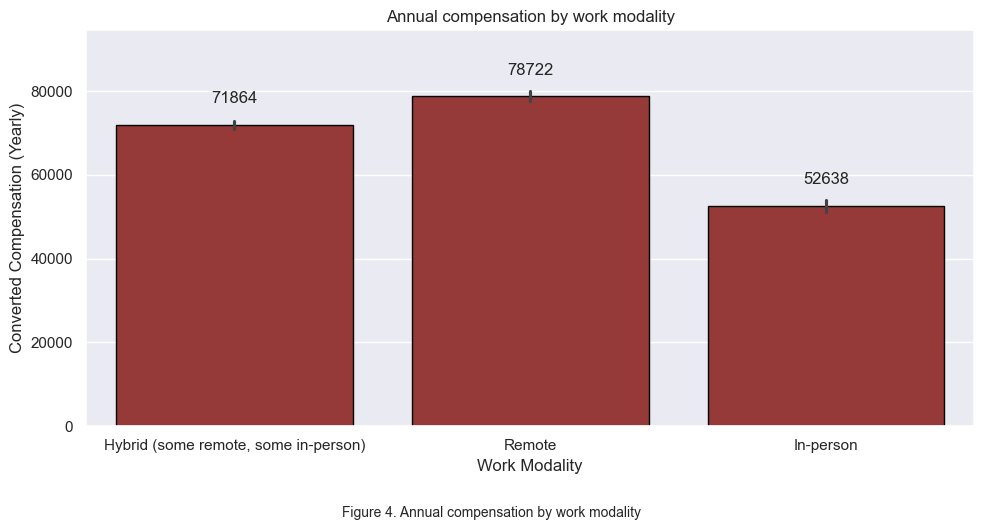 Annual compensation by work modality
78722
71864
52638
80000
60000
40000
20000
0
Converted Compensation (Yearly)
Hybrid (some remote, some in-person) Remote In-person
Work Modality
Figure 4. Annual compensation by work modality